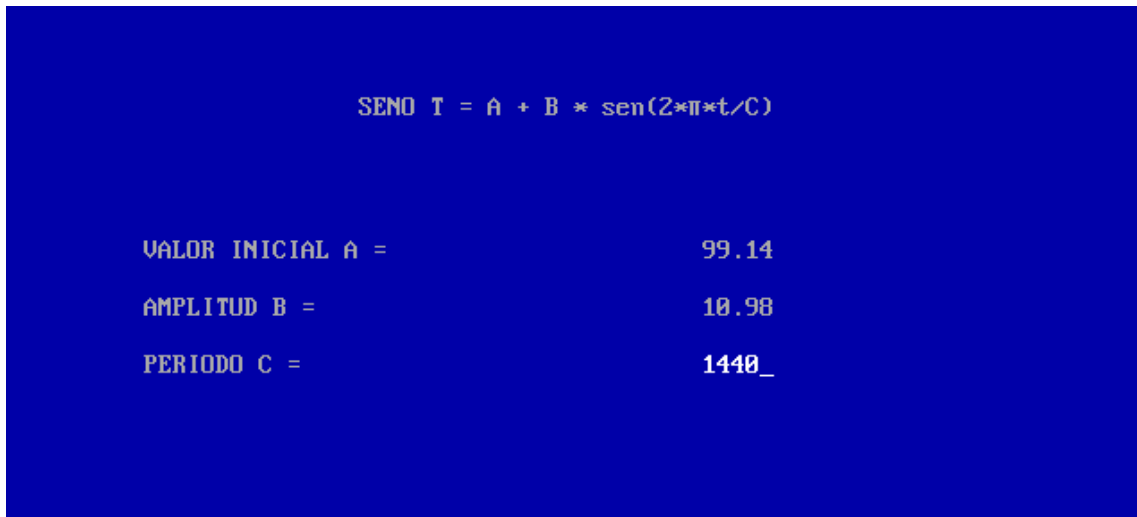 SENO T = A + B * sen(2*π*t/C)
VALOR INICIAL A = 99.14
AMPLITUD B = 10.98
PERIODO C = 1440_